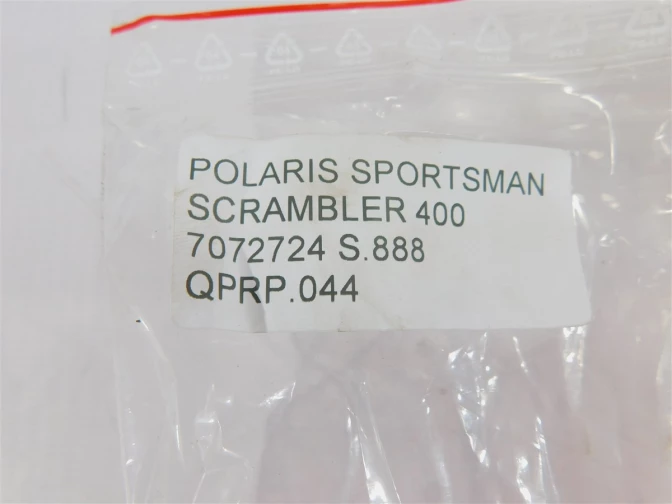 POLARIS SPORTSMAN
SCRAMBLER 400
7072724 S.888
QPRP.044